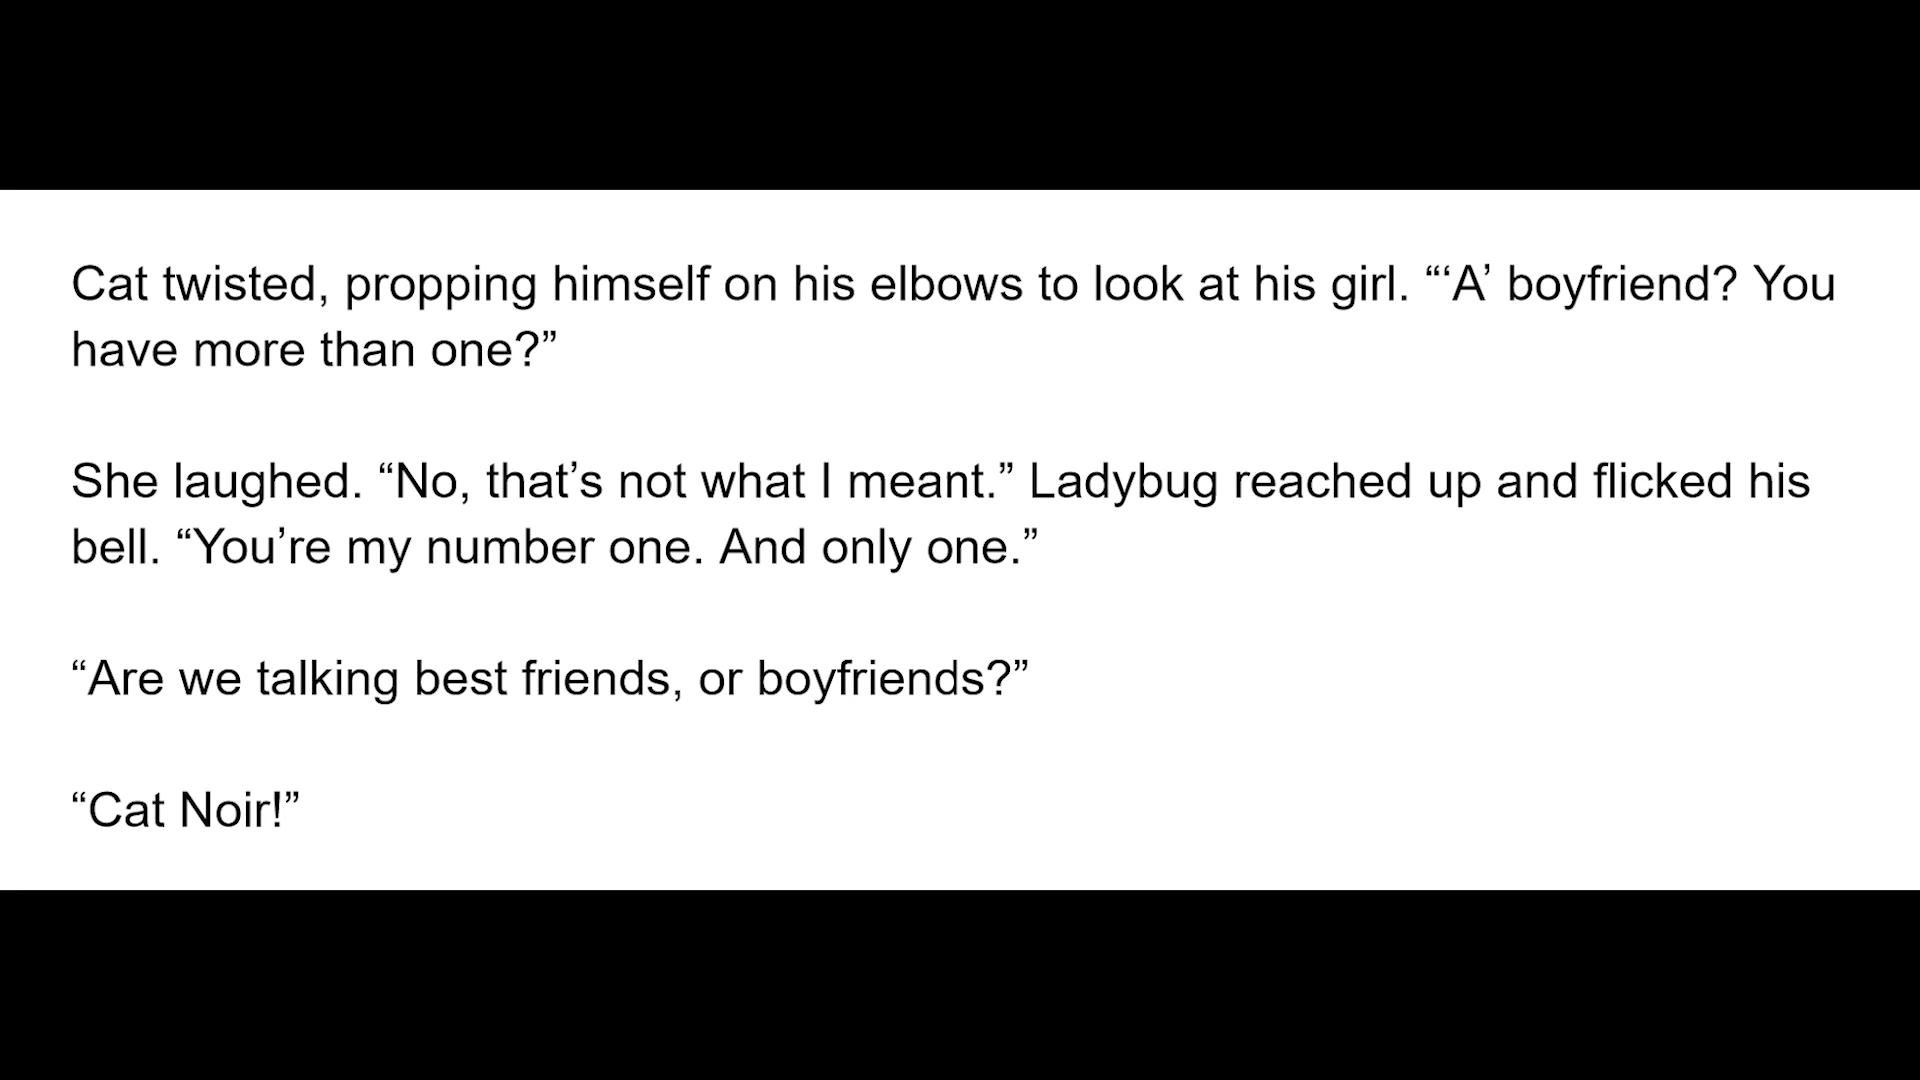 Cat twisted, propping himself on his elbows to look at his girl. “‘A’ boyfriend? You
have more than one?”
She laughed. “No, that’s not what I meant.” Ladybug reached up and flicked his
bell. “You’re my number one. And only one.”
“Are we talking best friends, or boyfriends?”
“Cat Noir!”